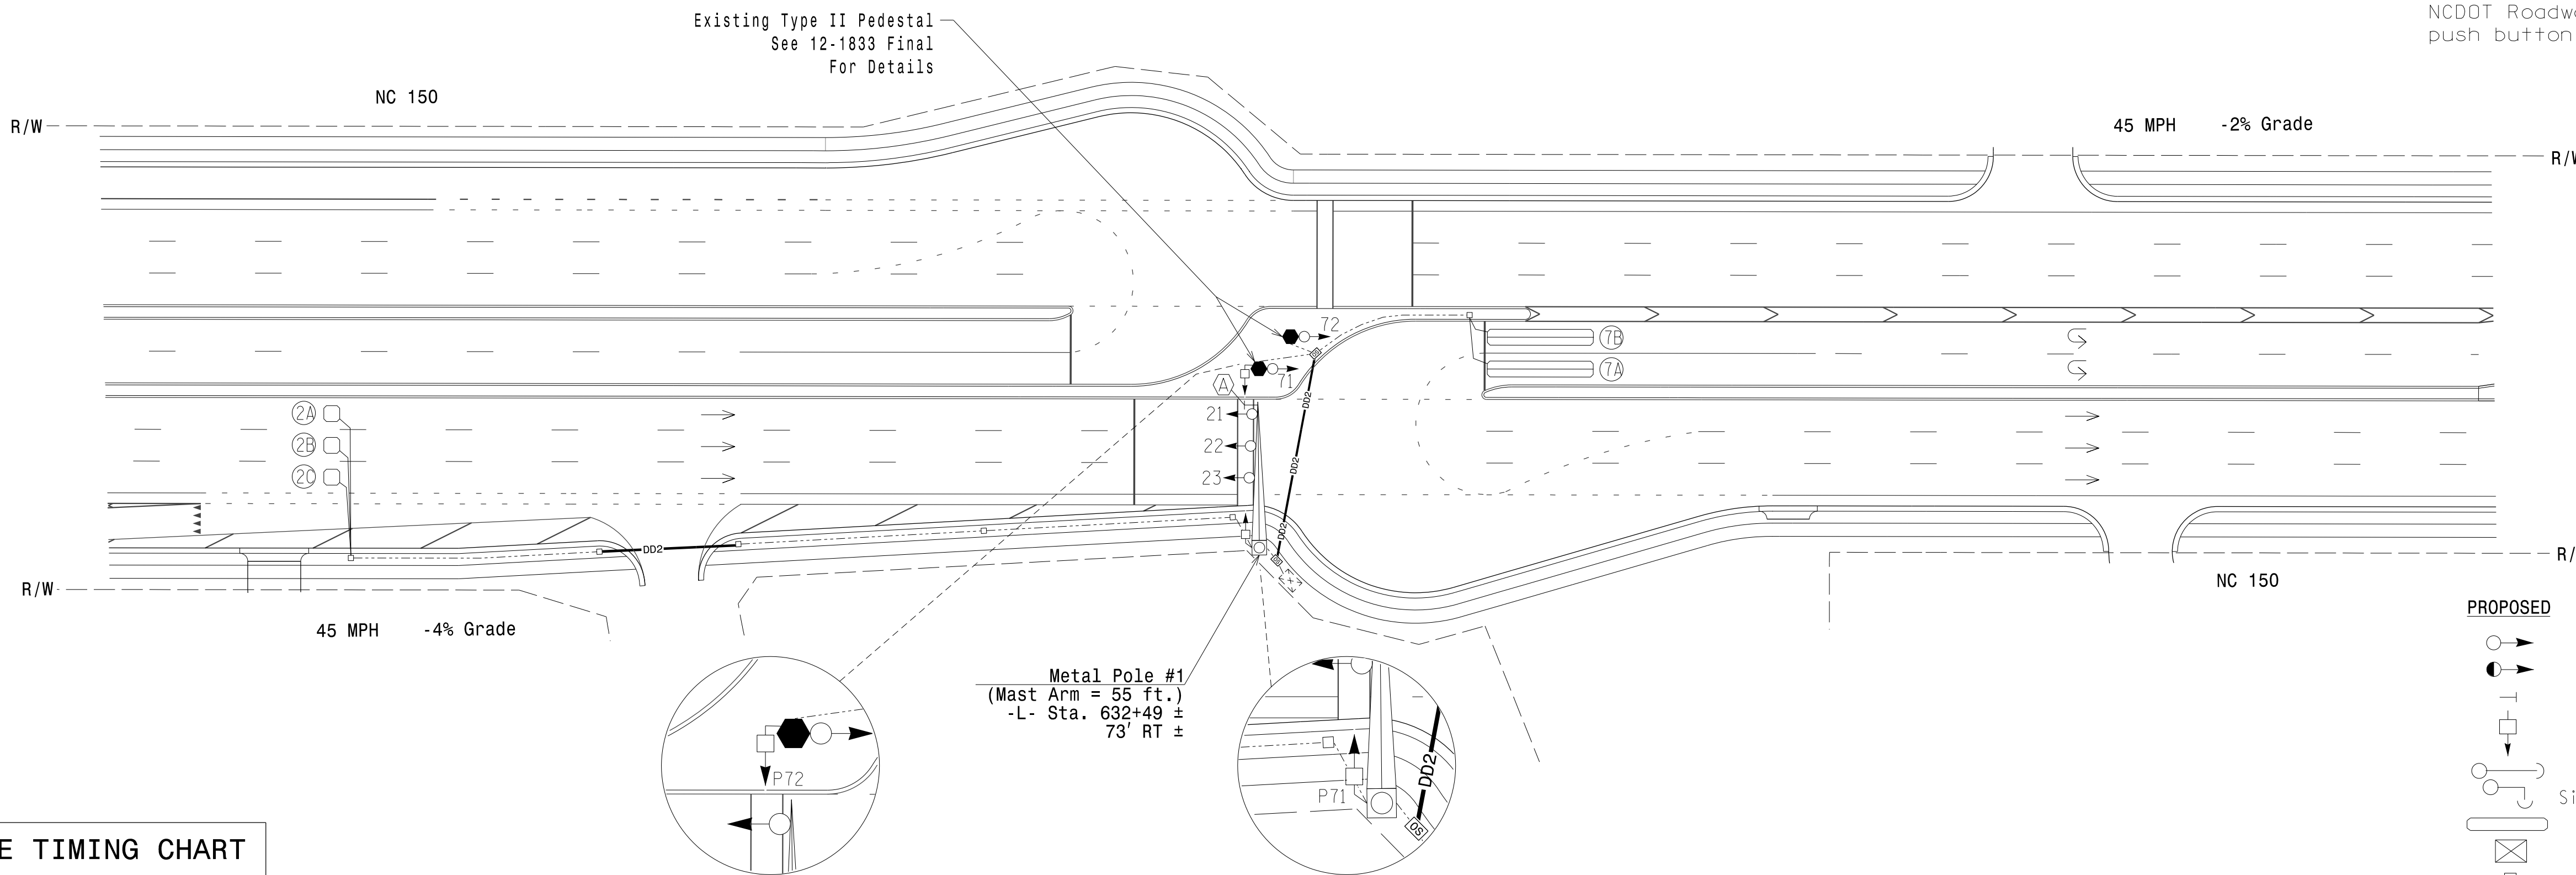 NCDOT Roadw
push button
Existing Type II Pedestal
See 12-1833 Final
For Details
NC 150
R/W
45 MPH -2% Grade
R/W
72
7B
7A
71
A
2A
2B
2C
21
22
23
DD2
DD2
DD2
DD2
R/W
45 MPH -4% Grade
R/
NC 150
PROPOSED
Metal Pole #1
(Mast Arm = 55 ft.)
-L- Sta. 632+49 ±
73' RT ±
P72
P71
DD2
OS
Si
E TIMING CHART